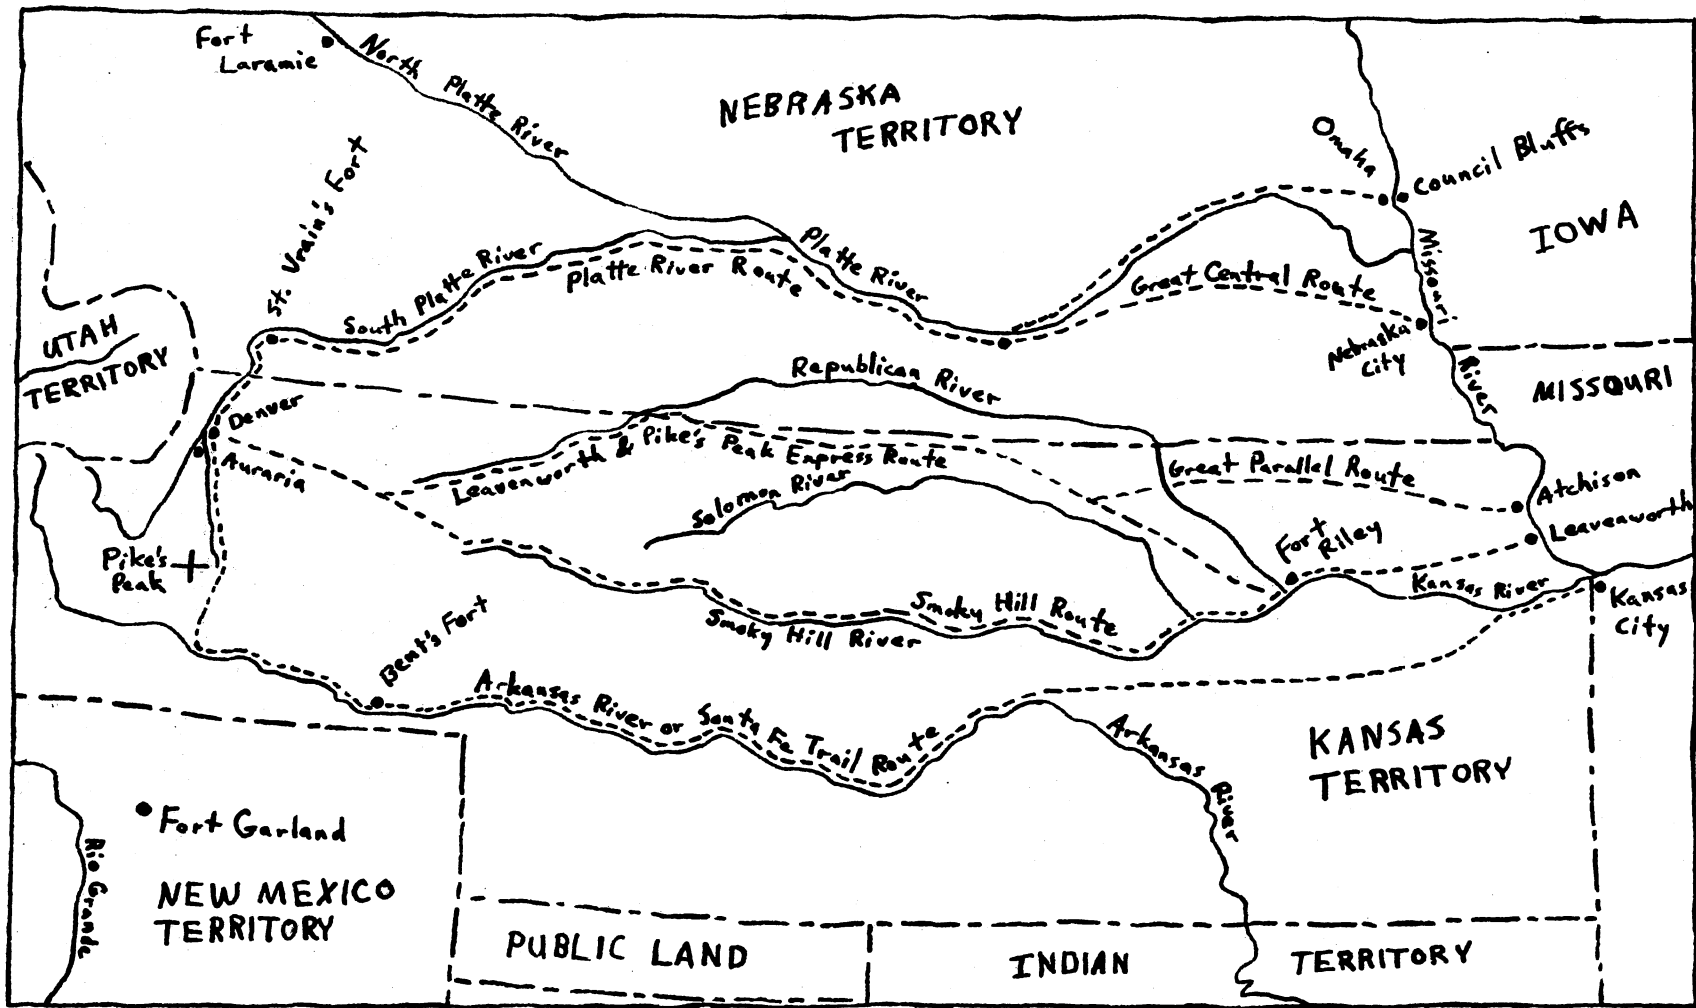 Fort
Laramie
North Platte River
NEBRASKA
TERRITORY
Omaha
Council Bluffs
IOWA
St. Vrain's Fort
South Platte River
Platte River Route
Platte River
Great Central Route
Missouri
River
Nebraska
City
MISSOURI
UTAH
TERRITORY
Denver
Auraria
Republican River
Leavenworth & Pike's Peak Express Route
Solomon River
Great Parallel Route
Atchison
Leavenworth
Fort
Riley
Kansas River
Kansas
City
Pike's
Peak
Smoky Hill Route
Smoky Hill River
Bent's Fort
Arkansas River or Santa Fe Trail Route
Arkansas River
KANSAS
TERRITORY
Fort Garland
Rio Grande
NEW MEXICO
TERRITORY
PUBLIC LAND
INDIAN TERRITORY